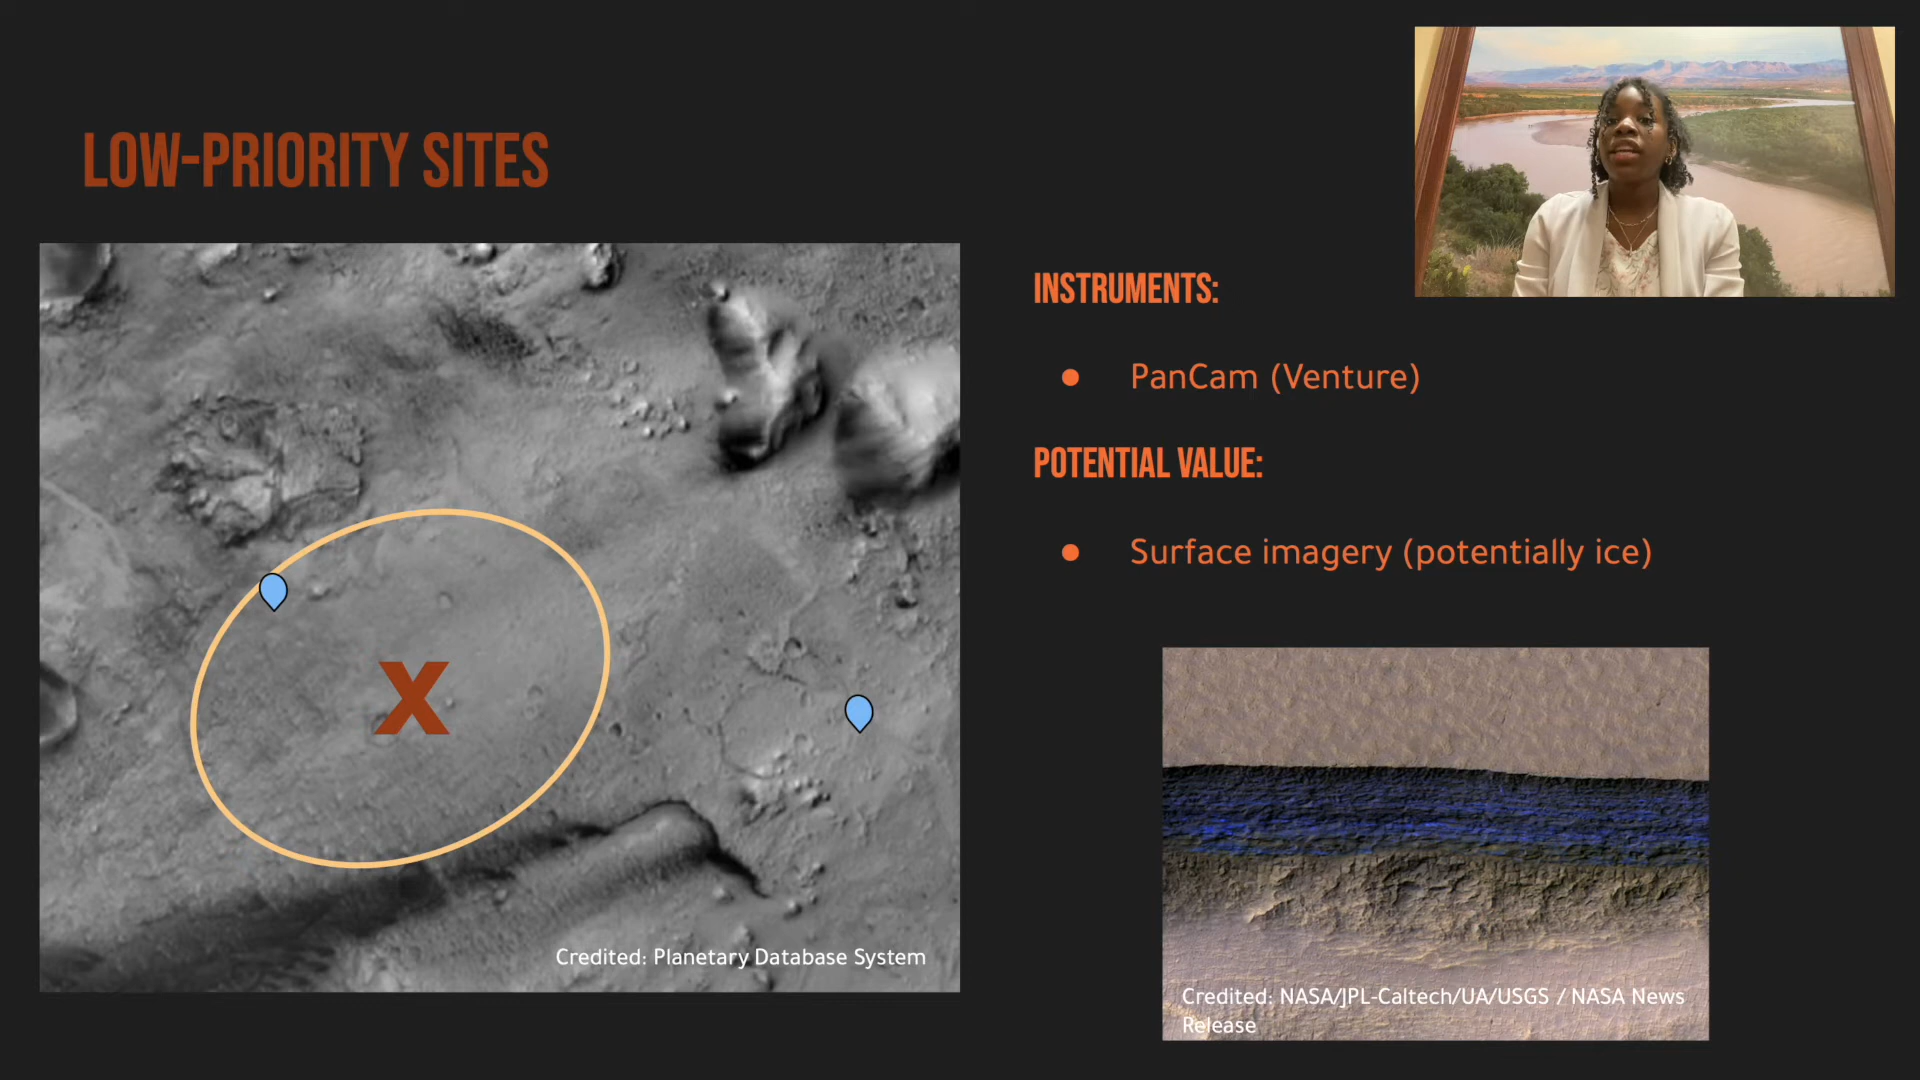 LOW-PRIORITY SITES
X
Credited: Planetary Database System
INSTRUMENTS:
● PanCam (Venture)
POTENTIAL VALUE:
● Surface imagery (potentially ice)
Credited: NASA/JPL-Caltech/UA/USGS / NASA News
Release